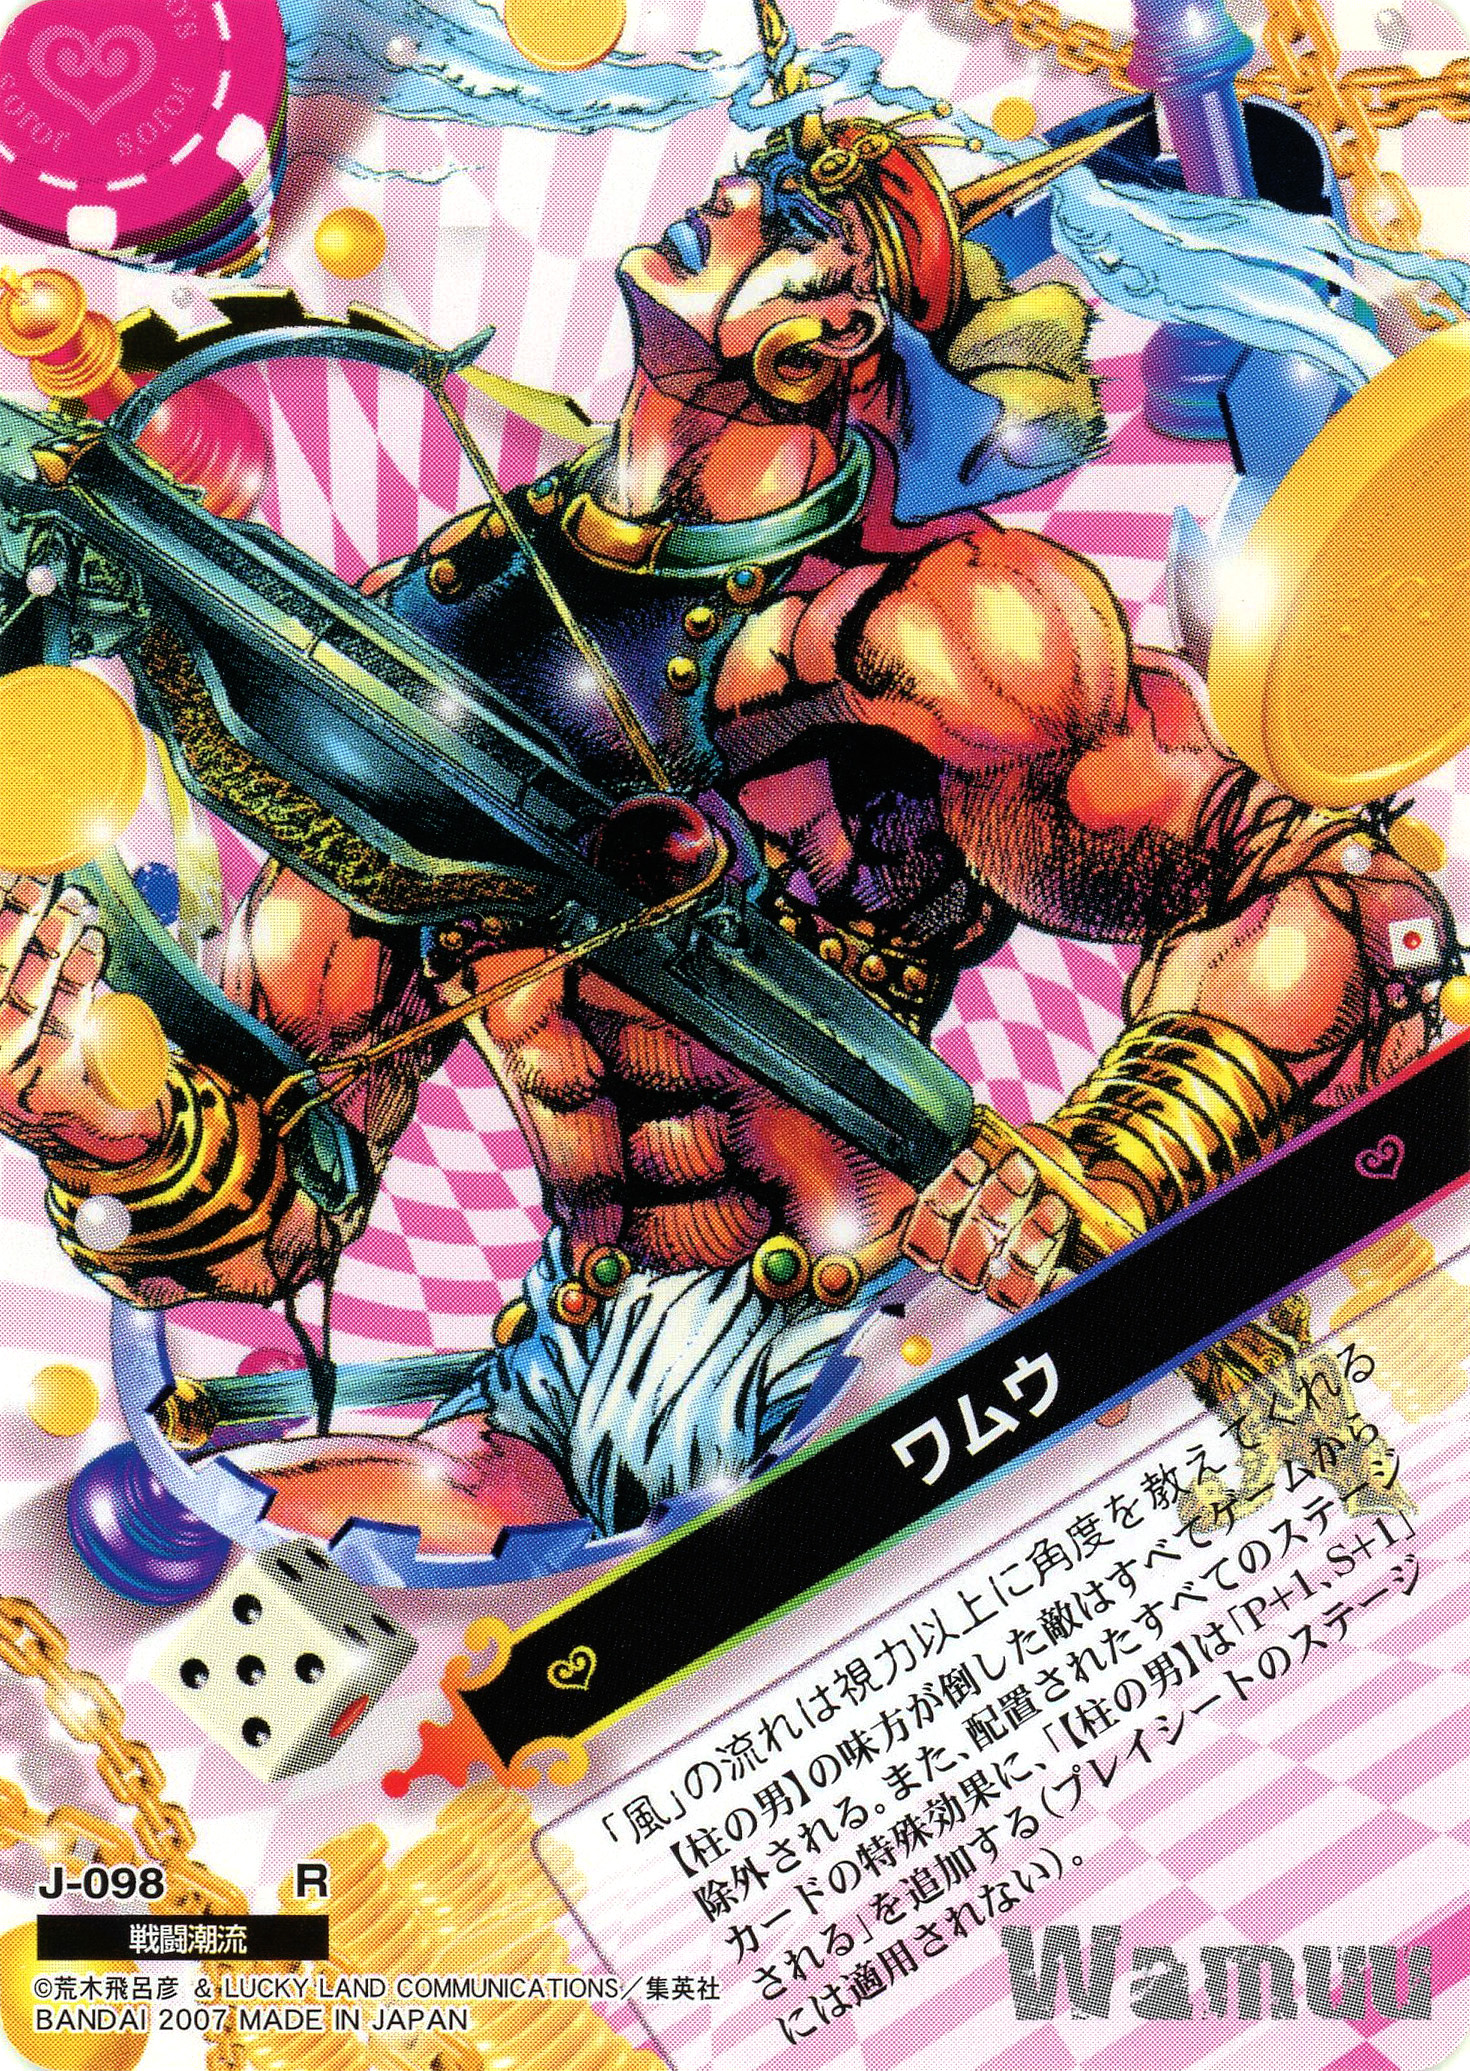 JoJo's
JoJo's
JoJo's
ワムウ
「風」の流れは視力以上に角度を教えてくれる
【柱の男】の味方が倒した敵はすべてゲームから
除外される。また、配置されたすべてのステージ
カードの特殊効果に、「【柱の男】は「P+1、S+1」
される」を追加する(プレイシートのステージ
には適用されない)。
Wamuu
J-098 R
戦闘潮流
©荒木飛呂彦 & LUCKY LAND COMMUNICATIONS/集英社
BANDAI 2007 MADE IN JAPAN